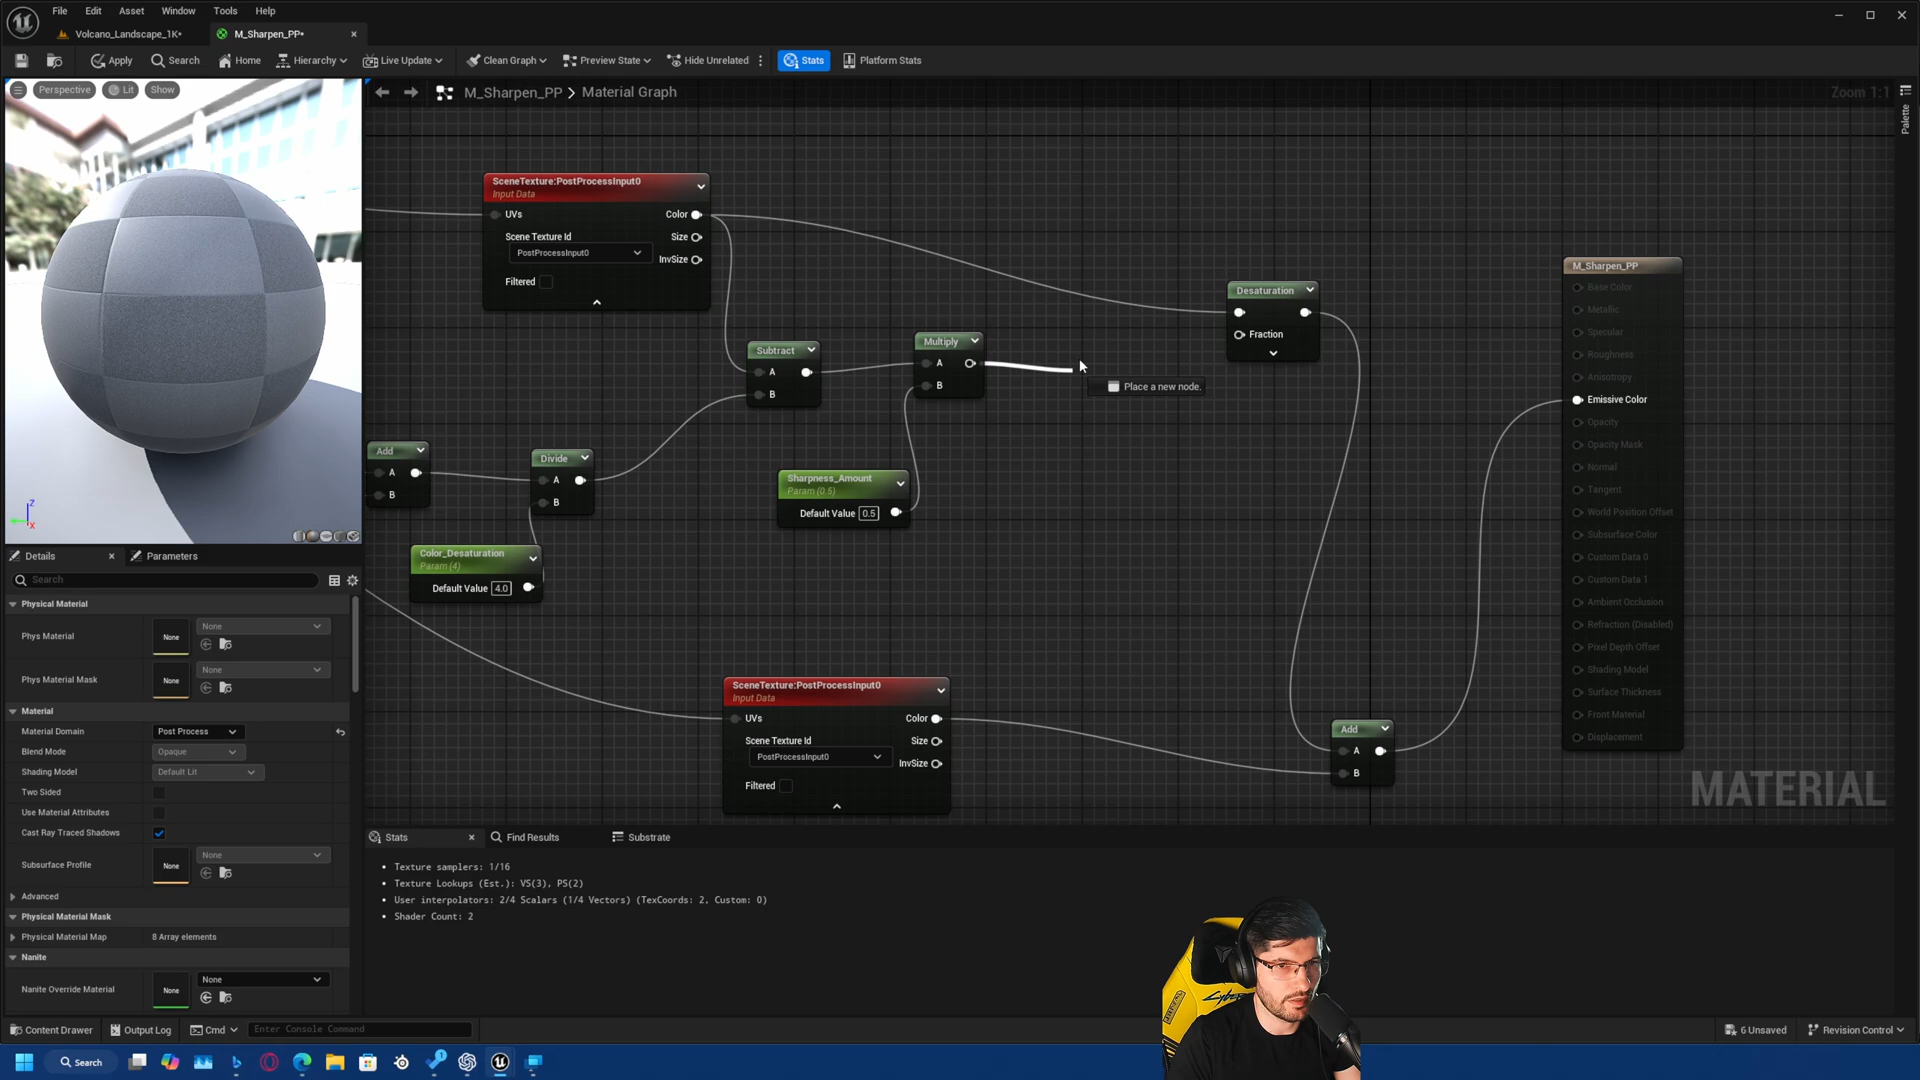 File Edit Asset Window Tools Help
Volcano_Landscape_1K*
M_Sharpen_PP*
Apply
Search
Home
Hierarchy
Live Update
Clean Graph
Preview State
Hide Unrelated
Stats
Platform Stats
Perspective
Lit
Show
M_Sharpen_PP > Material Graph
Zoom 1:1
Palette
SceneTexture:PostProcessInput0
Input Data
UVs
Color
Scene Texture Id
Size
PostProcessInput0
InvSize
Filtered
Desaturation
Fraction
Multiply
A
B
Subtract
A
B
Place a new node.
Add
A
B
Divide
A
B
Sharpness_Amount
Param (0.5)
Default Value 0.5
Color_Desaturation
Param (4)
Default Value 4.0
SceneTexture:PostProcessInput0
Input Data
UVs
Color
Scene Texture Id
Size
PostProcessInput0
InvSize
Filtered
Add
A
B
M_Sharpen_PP
Base Color
Metallic
Specular
Roughness
Anisotropy
Emissive Color
Opacity
Opacity Mask
Normal
Tangent
World Position Offset
Subsurface Color
Custom Data 0
Custom Data 1
Ambient Occlusion
Refraction (Disabled)
Pixel Depth Offset
Shading Model
Surface Thickness
Front Material
Displacement
MATERIAL
Z
X
Details
Parameters
Search
Physical Material
Phys Material None None
Phys Material Mask None None
Material
Material Domain Post Process
Blend Mode Opaque
Shading Model Default Lit
Two Sided
Use Material Attributes
Cast Ray Traced Shadows
Subsurface Profile None None
Advanced
Physical Material Mask
Physical Material Map 8 Array elements
Nanite
Nanite Override Material None None
Stats
Find Results
Substrate
Texture samplers: 1/16
Texture Lookups (Est.): VS(3), PS(2)
User interpolators: 2/4 Scalars (1/4 Vectors) (TexCoords: 2, Custom: 0)
Shader Count: 2
Content Drawer
Output Log
Cmd
Enter Console Command
6 Unsaved
Revision Control
Search